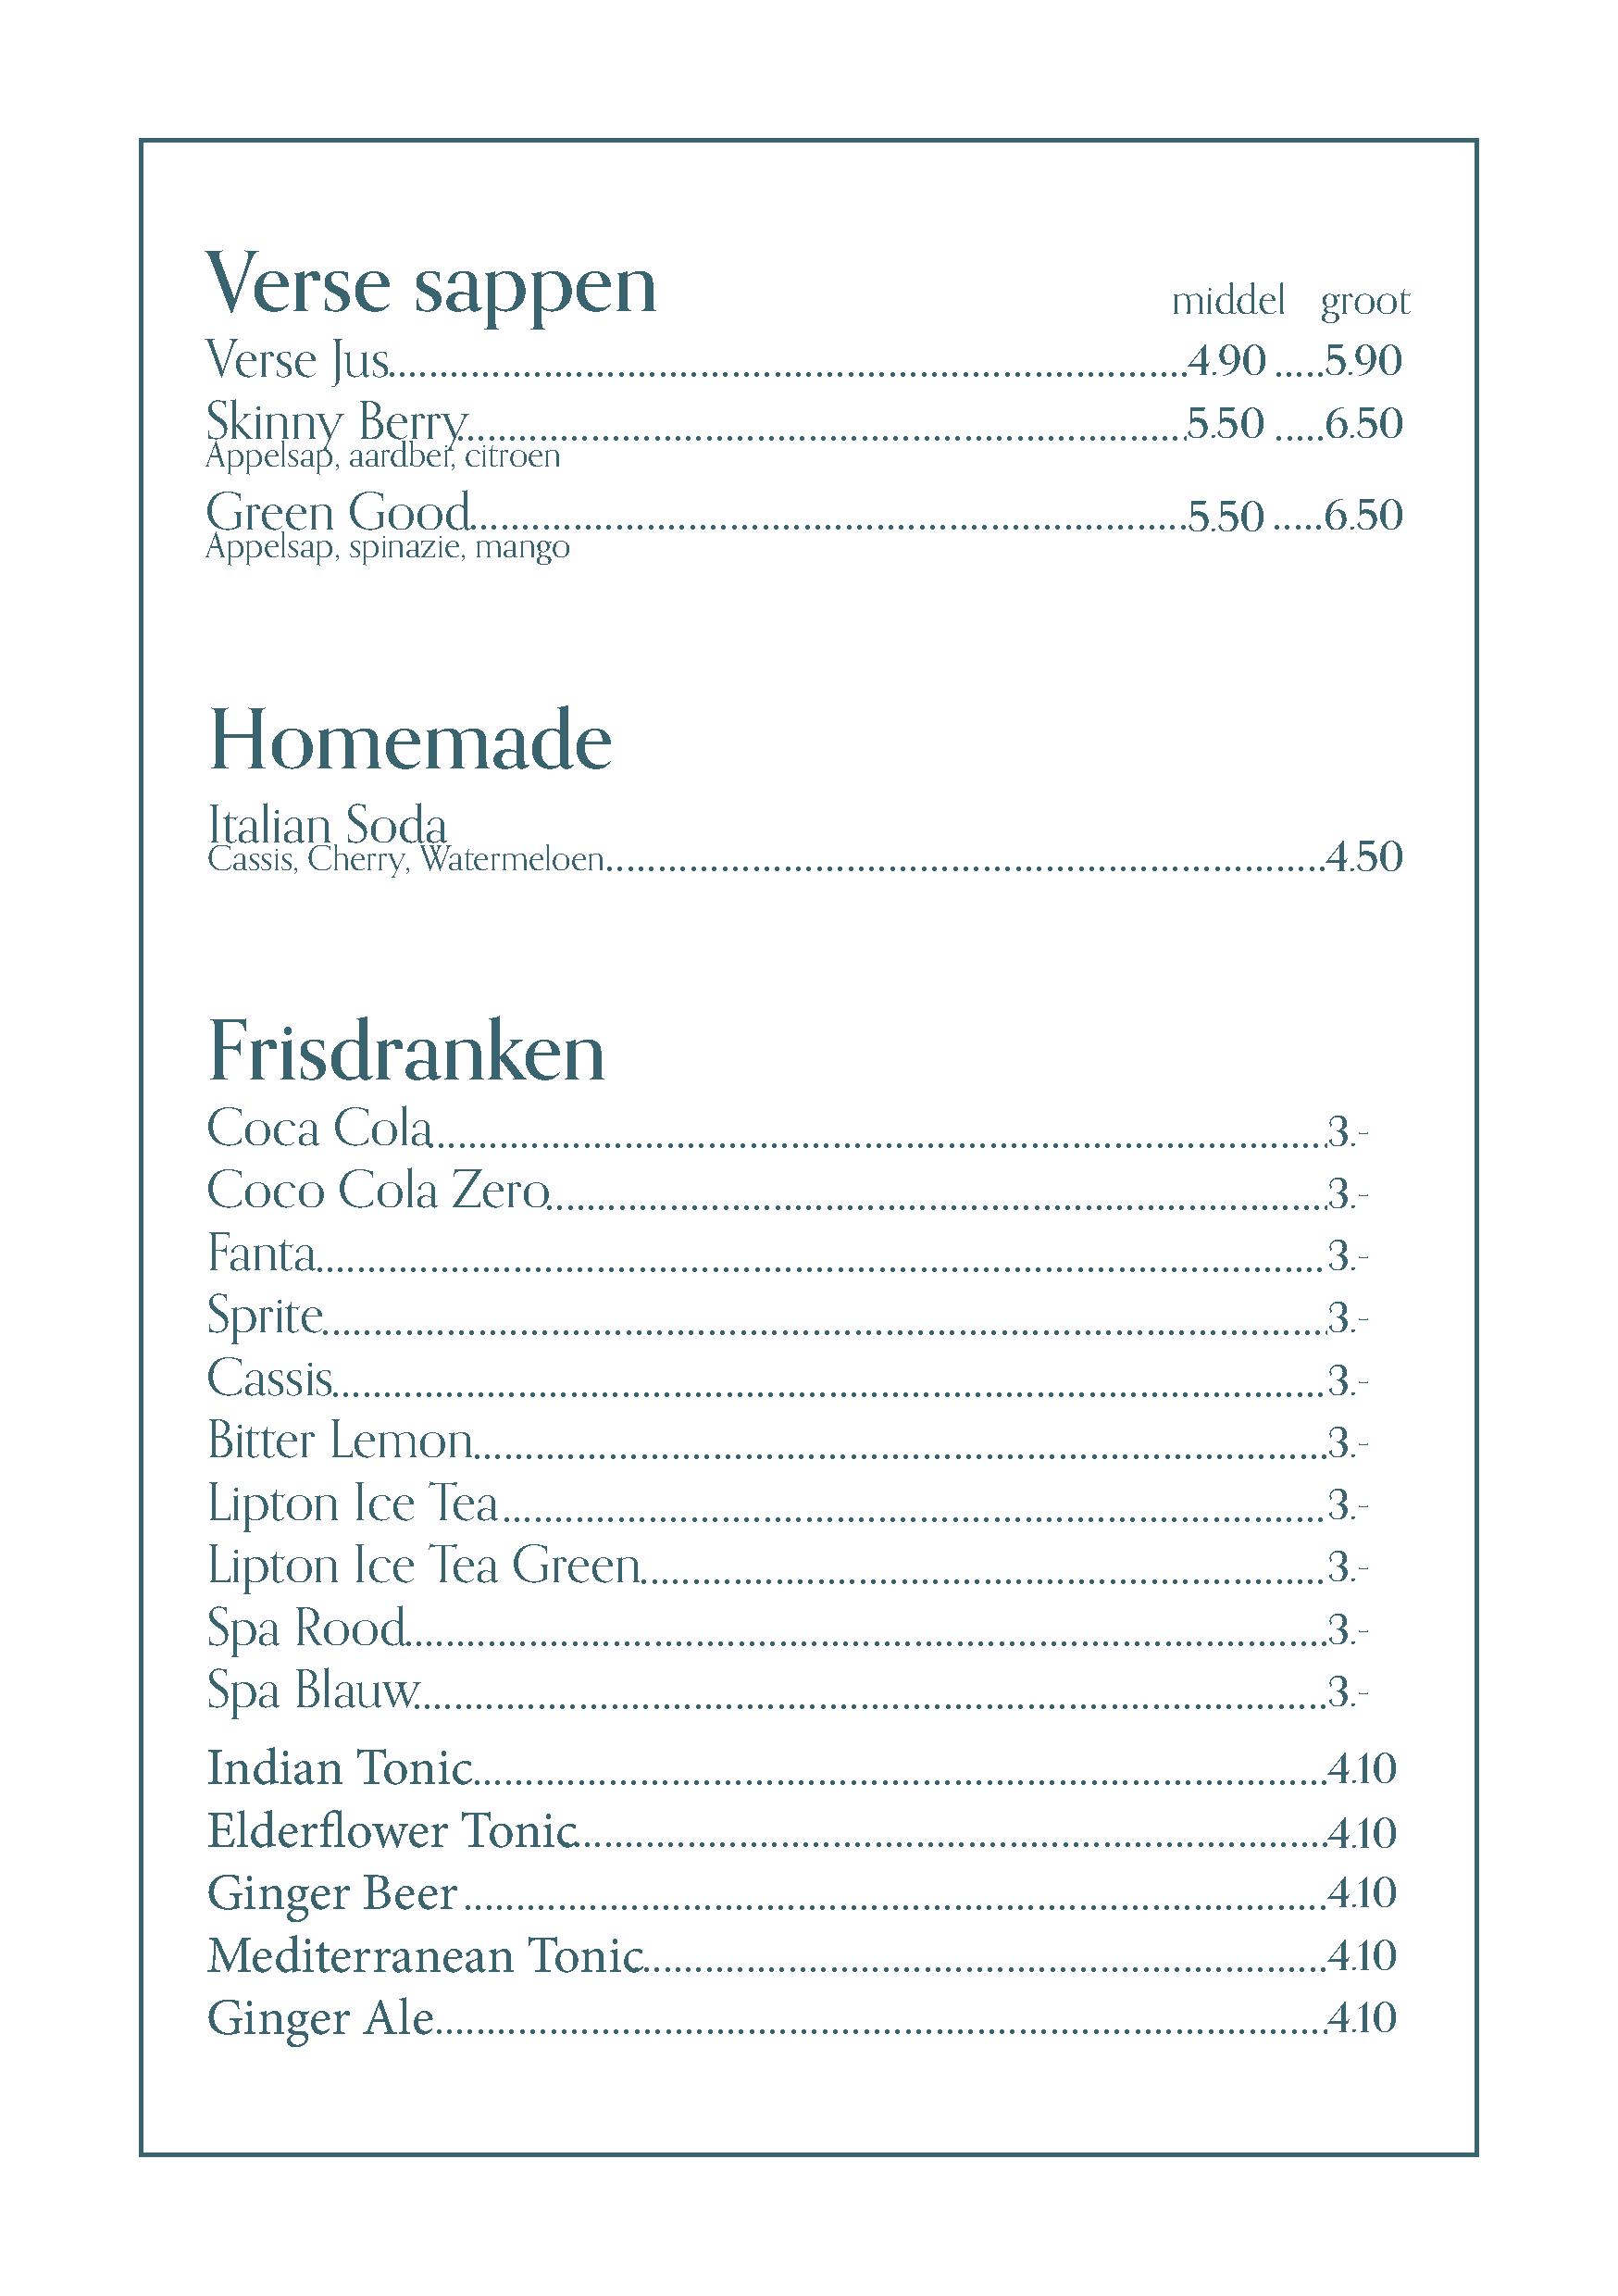 Verse sappen
middel groot
Verse Jus 4.90 5.90
Skinny Berry 5.50 6.50
Appelsap, aardbei, citroen
Green Good 5.50 6.50
Appelsap, spinazie, mango
Homemade
Italian Soda
Cassis, Cherry, Watermeloen 4.50
Frisdranken
Coca Cola 3.-
Coco Cola Zero 3.-
Fanta 3.-
Sprite 3.-
Cassis 3.-
Bitter Lemon 3.-
Lipton Ice Tea 3.-
Lipton Ice Tea Green 3.-
Spa Rood 3.-
Spa Blauw 3.-
Indian Tonic 4.10
Elderflower Tonic 4.10
Ginger Beer 4.10
Mediterranean Tonic 4.10
Ginger Ale 4.10